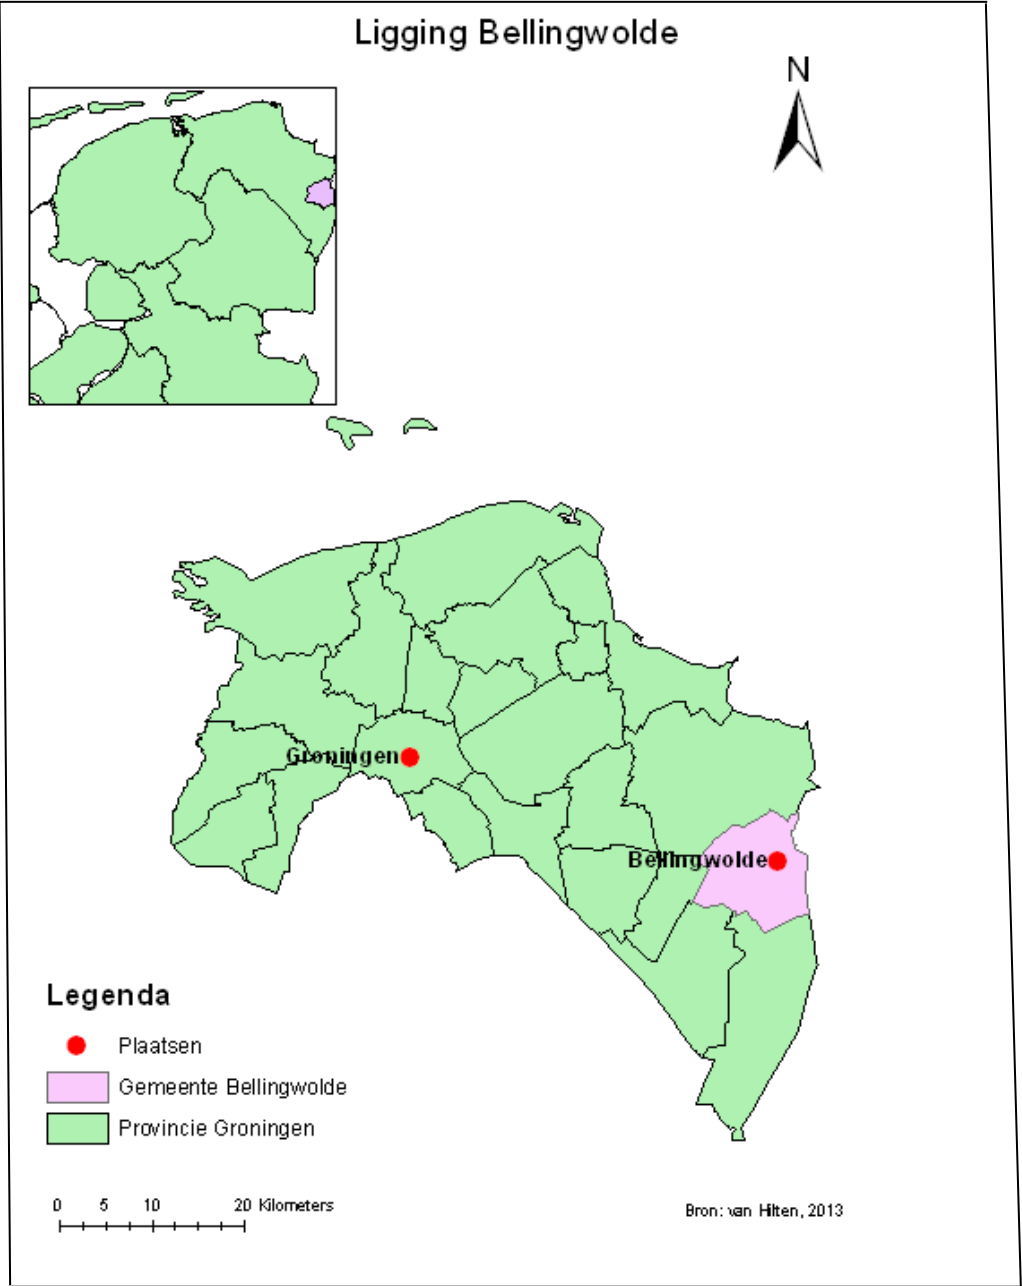 Ligging Bellingwolde
N
Groningen
Bellingwolde
Legenda
Plaatsen
Gemeente Bellingwolde
Provincie Groningen
0 5 10 20 Kilometers
Bron: van Hilten, 2013